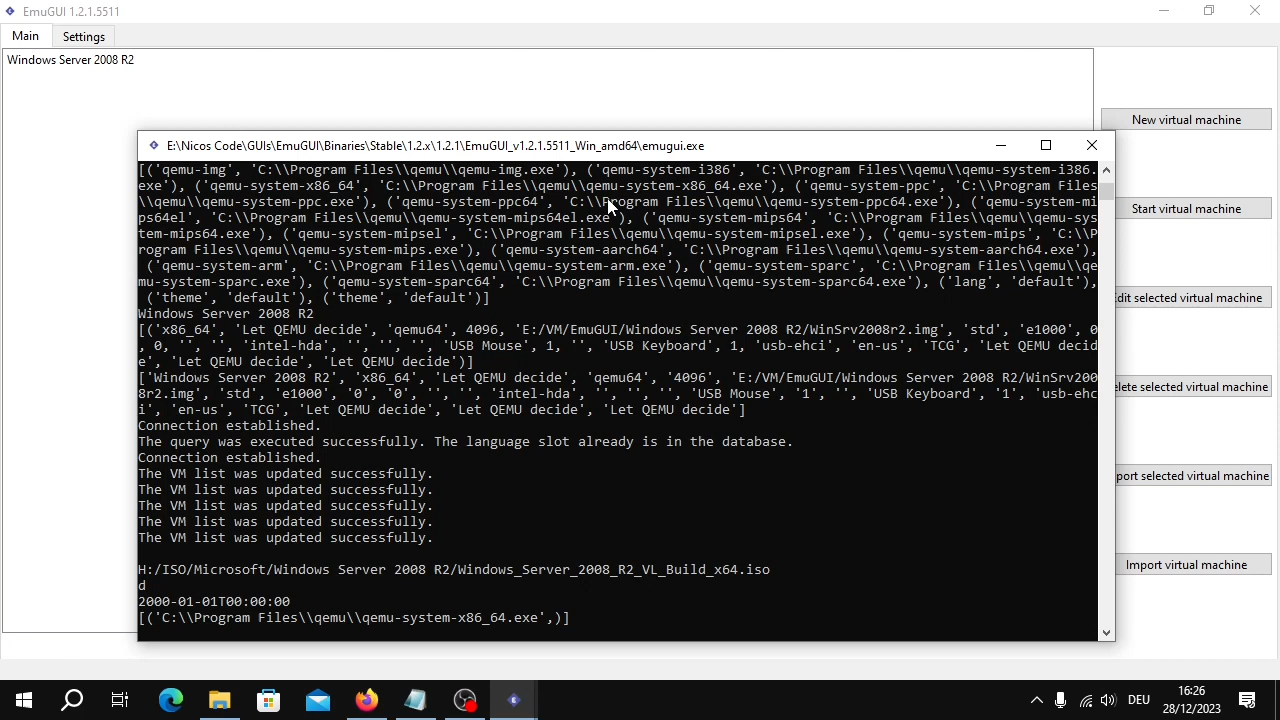 EmuGUI 1.2.1.5511
Main
Settings
Windows Server 2008 R2
New virtual machine
Start virtual machine
dit selected virtual machine
elete selected virtual machine
port selected virtual machine
Import virtual machine
E:\Nicos Code\GUIs\EmuGUI\Binaries\Stable\1.2.x\1.2.1\EmuGUI_v1.2.1.5511_Win_amd64\emugui.exe
[('qemu-img', 'C:\\Program Files\\qemu\\qemu-img.exe'), ('qemu-system-i386', 'C:\\Program Files\\qemu\\qemu-system-i386.
exe'), ('qemu-system-x86_64', 'C:\\Program Files\\qemu\\qemu-system-x86_64.exe'), ('qemu-system-ppc', 'C:\\Program Files
\\qemu\\qemu-system-ppc.exe'), ('qemu-system-ppc64', 'C:\\Program Files\\qemu\\qemu-system-ppc64.exe'), ('qemu-system-mi
ps64el', 'C:\\Program Files\\qemu\\qemu-system-mips64el.exe'), ('qemu-system-mips64', 'C:\\Program Files\\qemu\\qemu-sys
tem-mips64.exe'), ('qemu-system-mipsel', 'C:\\Program Files\\qemu\\qemu-system-mipsel.exe'), ('qemu-system-mips', 'C:\\P
rogram Files\\qemu\\qemu-system-mips.exe'), ('qemu-system-aarch64', 'C:\\Program Files\\qemu\\qemu-system-aarch64.exe'),
('qemu-system-arm', 'C:\\Program Files\\qemu\\qemu-system-arm.exe'), ('qemu-system-sparc', 'C:\\Program Files\\qemu\\qe
mu-system-sparc.exe'), ('qemu-system-sparc64', 'C:\\Program Files\\qemu\\qemu-system-sparc64.exe'), ('lang', 'default'),
('theme', 'default'), ('theme', 'default')]
Windows Server 2008 R2
[('x86_64', 'Let QEMU decide', 'qemu64', 4096, 'E:/VM/EmuGUI/Windows Server 2008 R2/WinSrv2008r2.img', 'std', 'e1000', 0
, 0, '', '', 'intel-hda', '', '', '', 'USB Mouse', 1, '', 'USB Keyboard', 1, 'usb-ehci', 'en-us', 'TCG', 'Let QEMU decid
e', 'Let QEMU decide', 'Let QEMU decide')]
['Windows Server 2008 R2', 'x86_64', 'Let QEMU decide', 'qemu64', '4096', 'E:/VM/EmuGUI/Windows Server 2008 R2/WinSrv200
8r2.img', 'std', 'e1000', '0', '0', '','', 'intel-hda', '', '', '', 'USB Mouse', '1', '', 'USB Keyboard', '1', 'usb-ehc
i', 'en-us', 'TCG', 'Let QEMU decide', 'Let QEMU decide', 'Let QEMU decide']
Connection established.
The query was executed successfully. The language slot already is in the database.
Connection established.
The VM list was updated successfully.
The VM list was updated successfully.
The VM list was updated successfully.
The VM list was updated successfully.
The VM list was updated successfully.
H:/ISO/Microsoft/Windows Server 2008 R2/Windows_Server_2008_R2_VL_Build_x64.iso
d
2000-01-01T00:00:00
[('C:\\Program Files\\qemu\\qemu-system-x86_64.exe',)]
DEU
16:26
28/12/2023